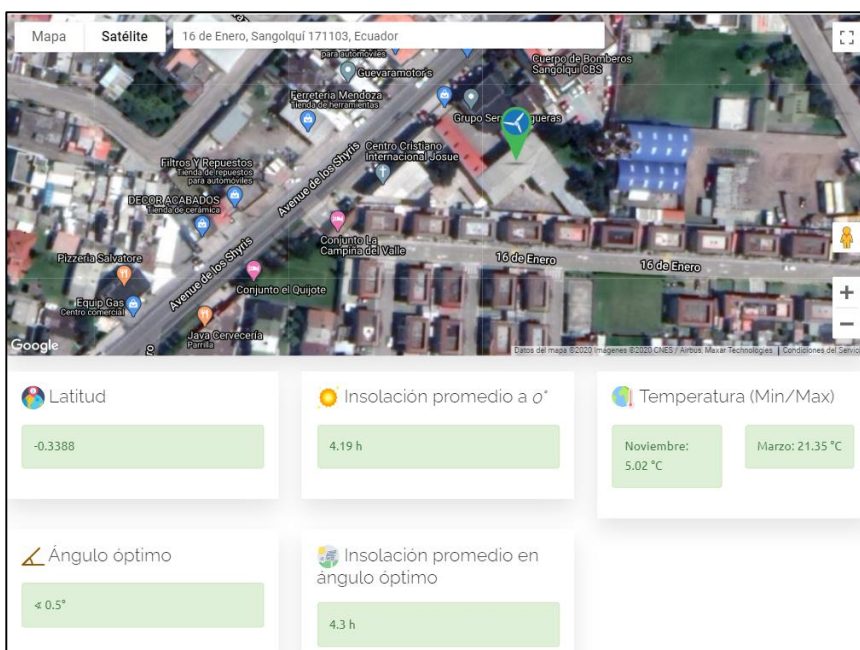 Mapa
Satélite
16 de Enero, Sangolquí 171103, Ecuador
para automóviles
Guevaramotor's
Cuerpo de Bomberos
Sangolqui CBS
Ferreteria Mendoza
Tienda de herramientas
Centro Cristiano
Internacional Josue
Avenue de los Shyris
Filtros Y Repuestos
Tienda de repuestos
para automóviles
DECOR ACABADOS
Tienda de cerámica
Pizzeria Salvatore
Conjunto La
Campina del Valle
16 de Enero
16 de Enero
Avenue de los Shyris
Conjunto el Quijote
Equip Gas
Centro comercial
Java Cervecería
Parrilla
Google
Datos del mapa ©2020 Imágenes ©2020 CNES / Airbus, Maxar Technologies
Condiciones del Servic
Latitud
-0.3388
Insolación promedio a 0°
4.19 h
Temperatura (Min/Max)
Noviembre:
5.02 °C
Marzo: 21.35 °C
Ángulo óptimo
∢ 0.5°
Insolación promedio en
ángulo óptimo
4.3 h